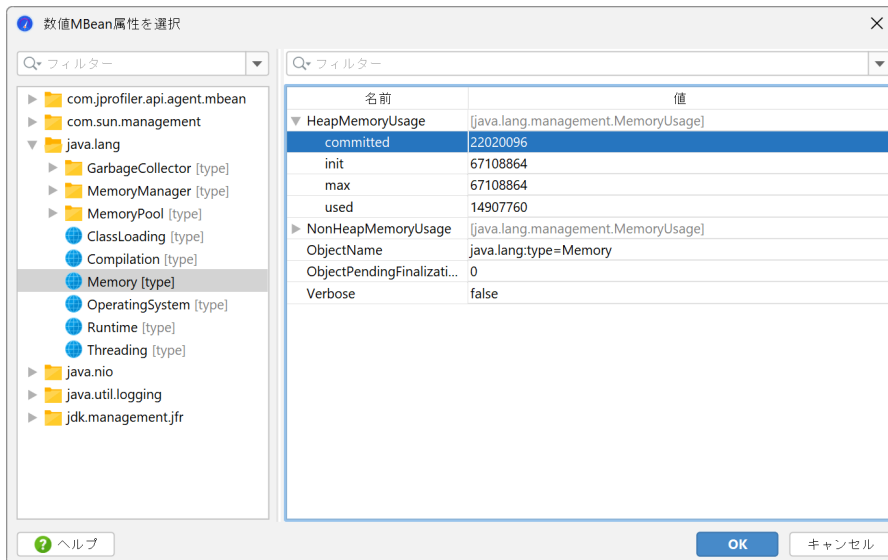 数値MBean属性を選択
フィルター
フィルター
com.jprofiler.api.agent.mbean
com.sun.management
java.lang
GarbageCollector [type]
MemoryManager [type]
MemoryPool [type]
ClassLoading [type]
Compilation [type]
Memory [type]
OperatingSystem [type]
Runtime [type]
Threading [type]
java.nio
java.util.logging
jdk.management.jfr
名前 値
HeapMemoryUsage [java.lang.management.MemoryUsage]
committed 22020096
init 67108864
max 67108864
used 14907760
NonHeapMemoryUsage [java.lang.management.MemoryUsage]
ObjectName java.lang:type=Memory
ObjectPendingFinalizati... 0
Verbose false
ヘルプ
OK
キャンセル